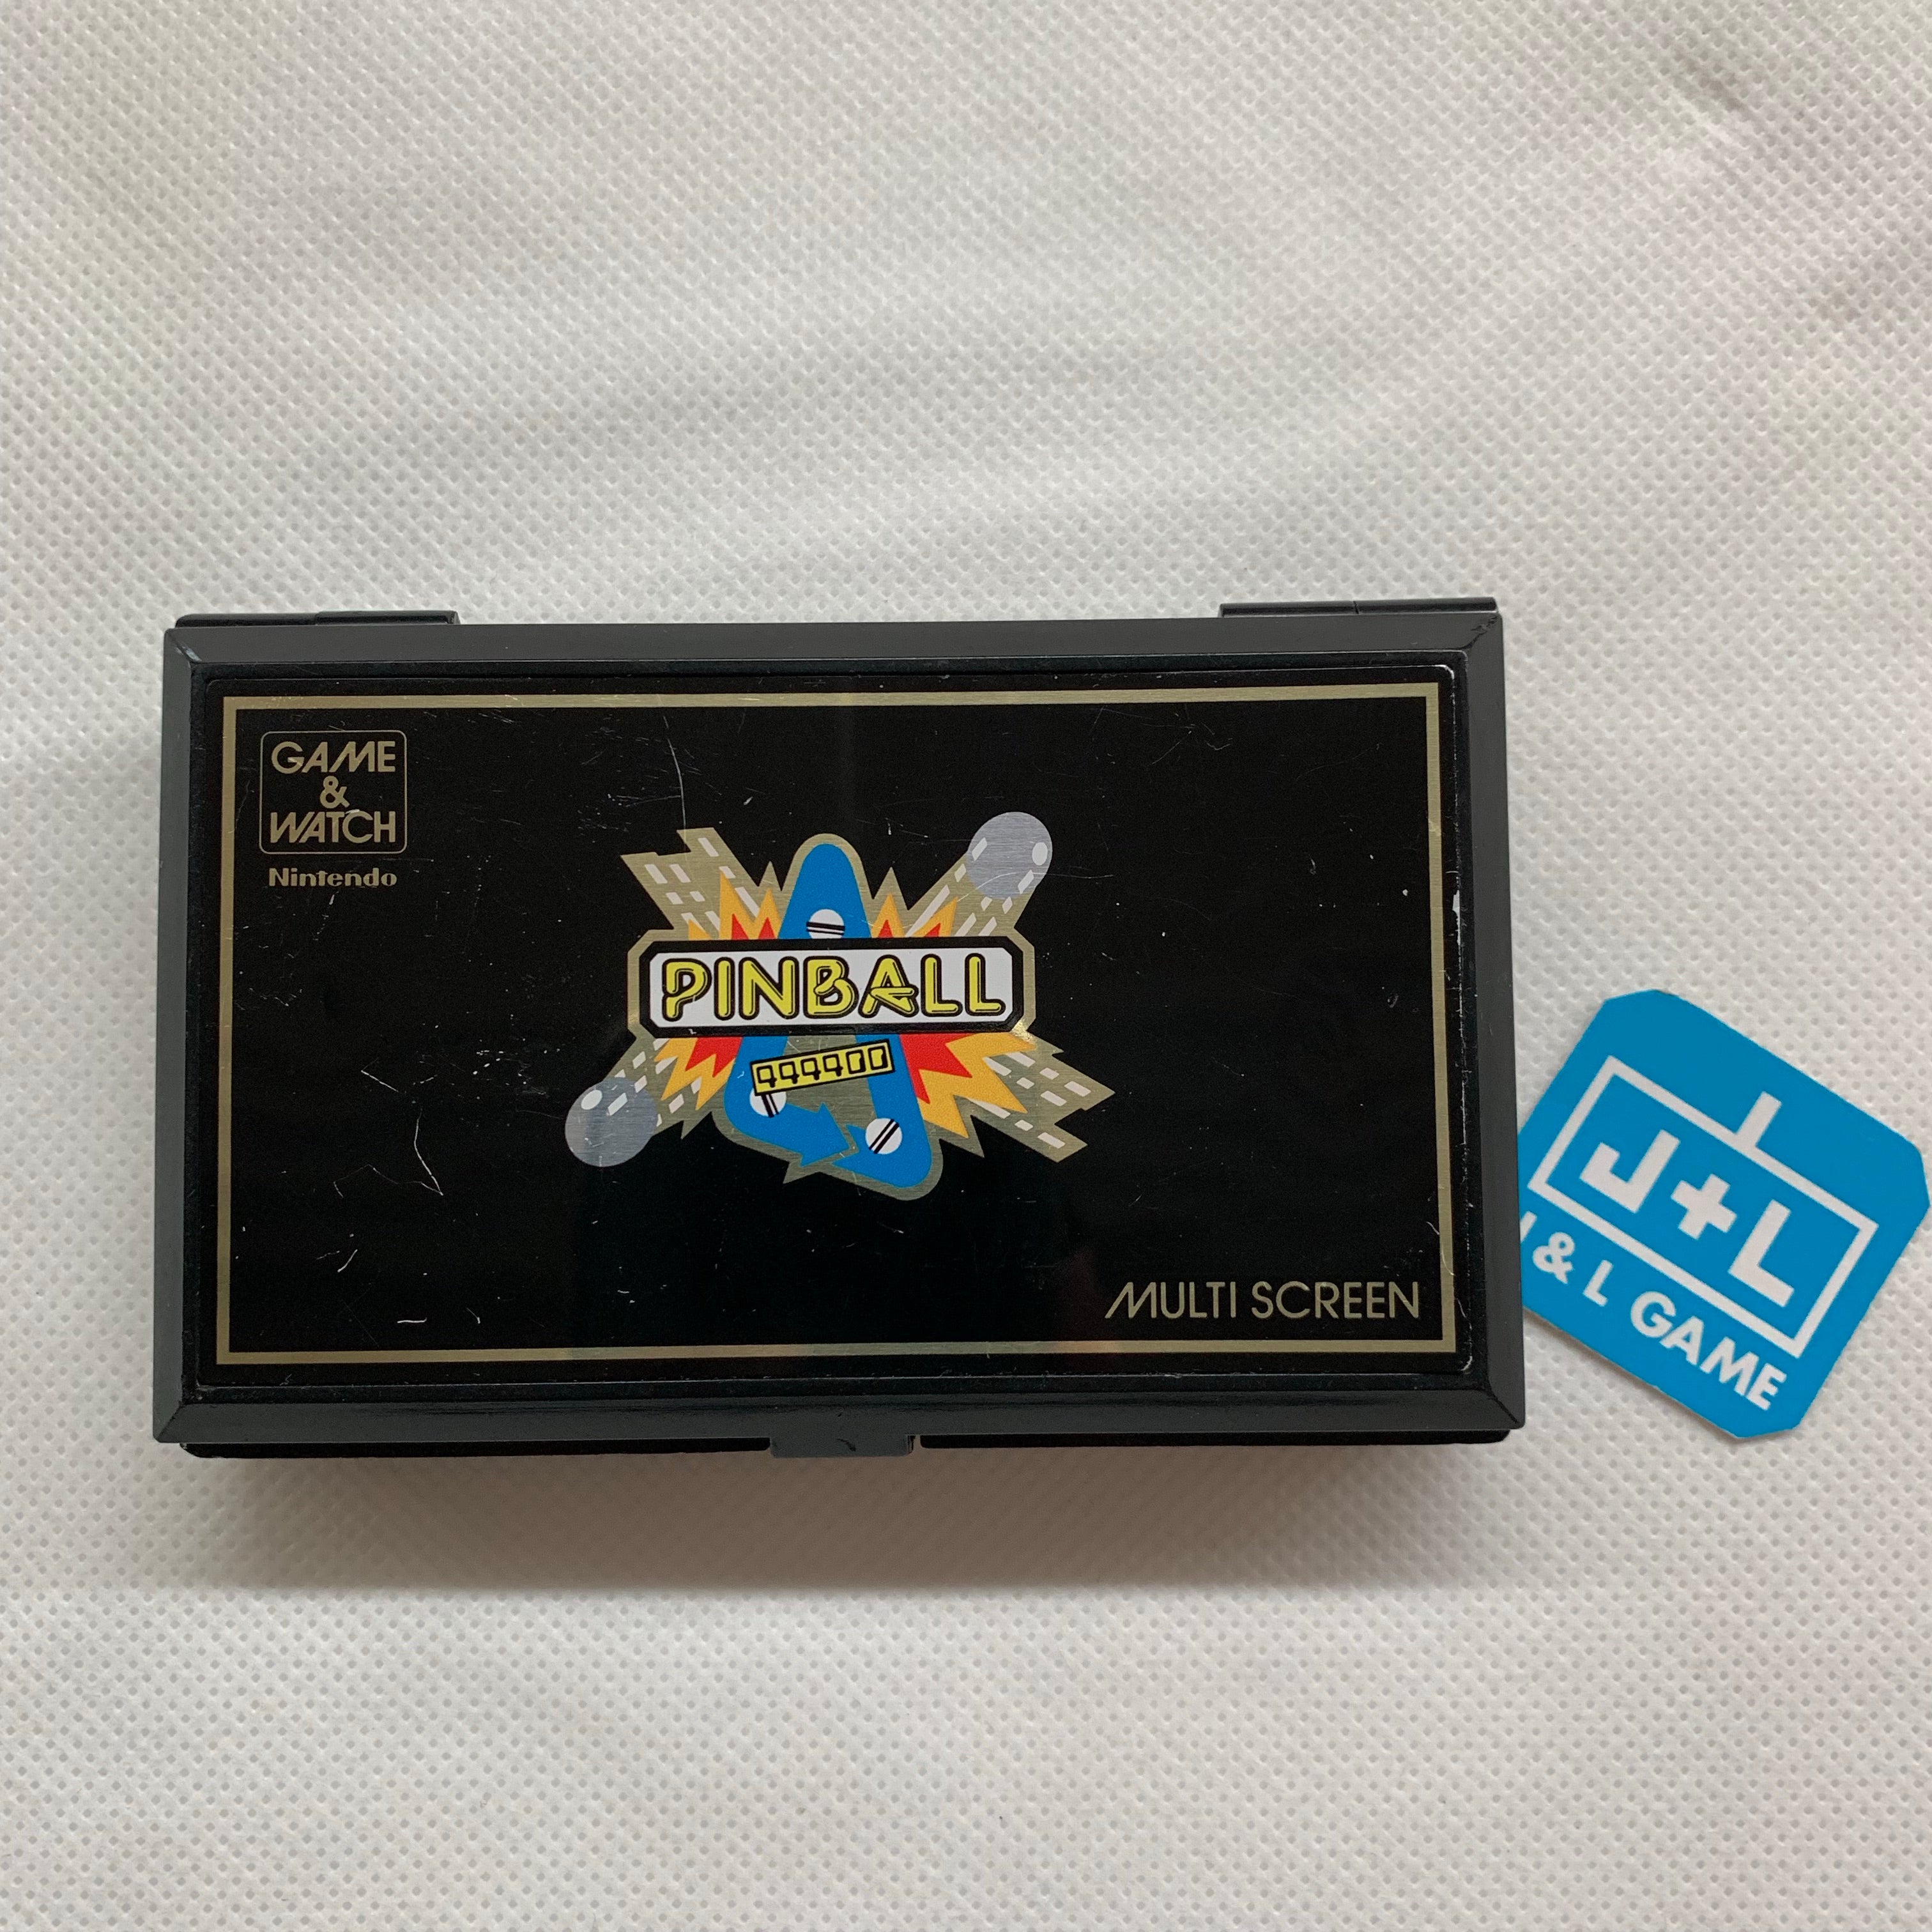 GAME
&
WATCH
Nintendo
PINBALL
999900
MULTI SCREEN
J+L
& L GAME